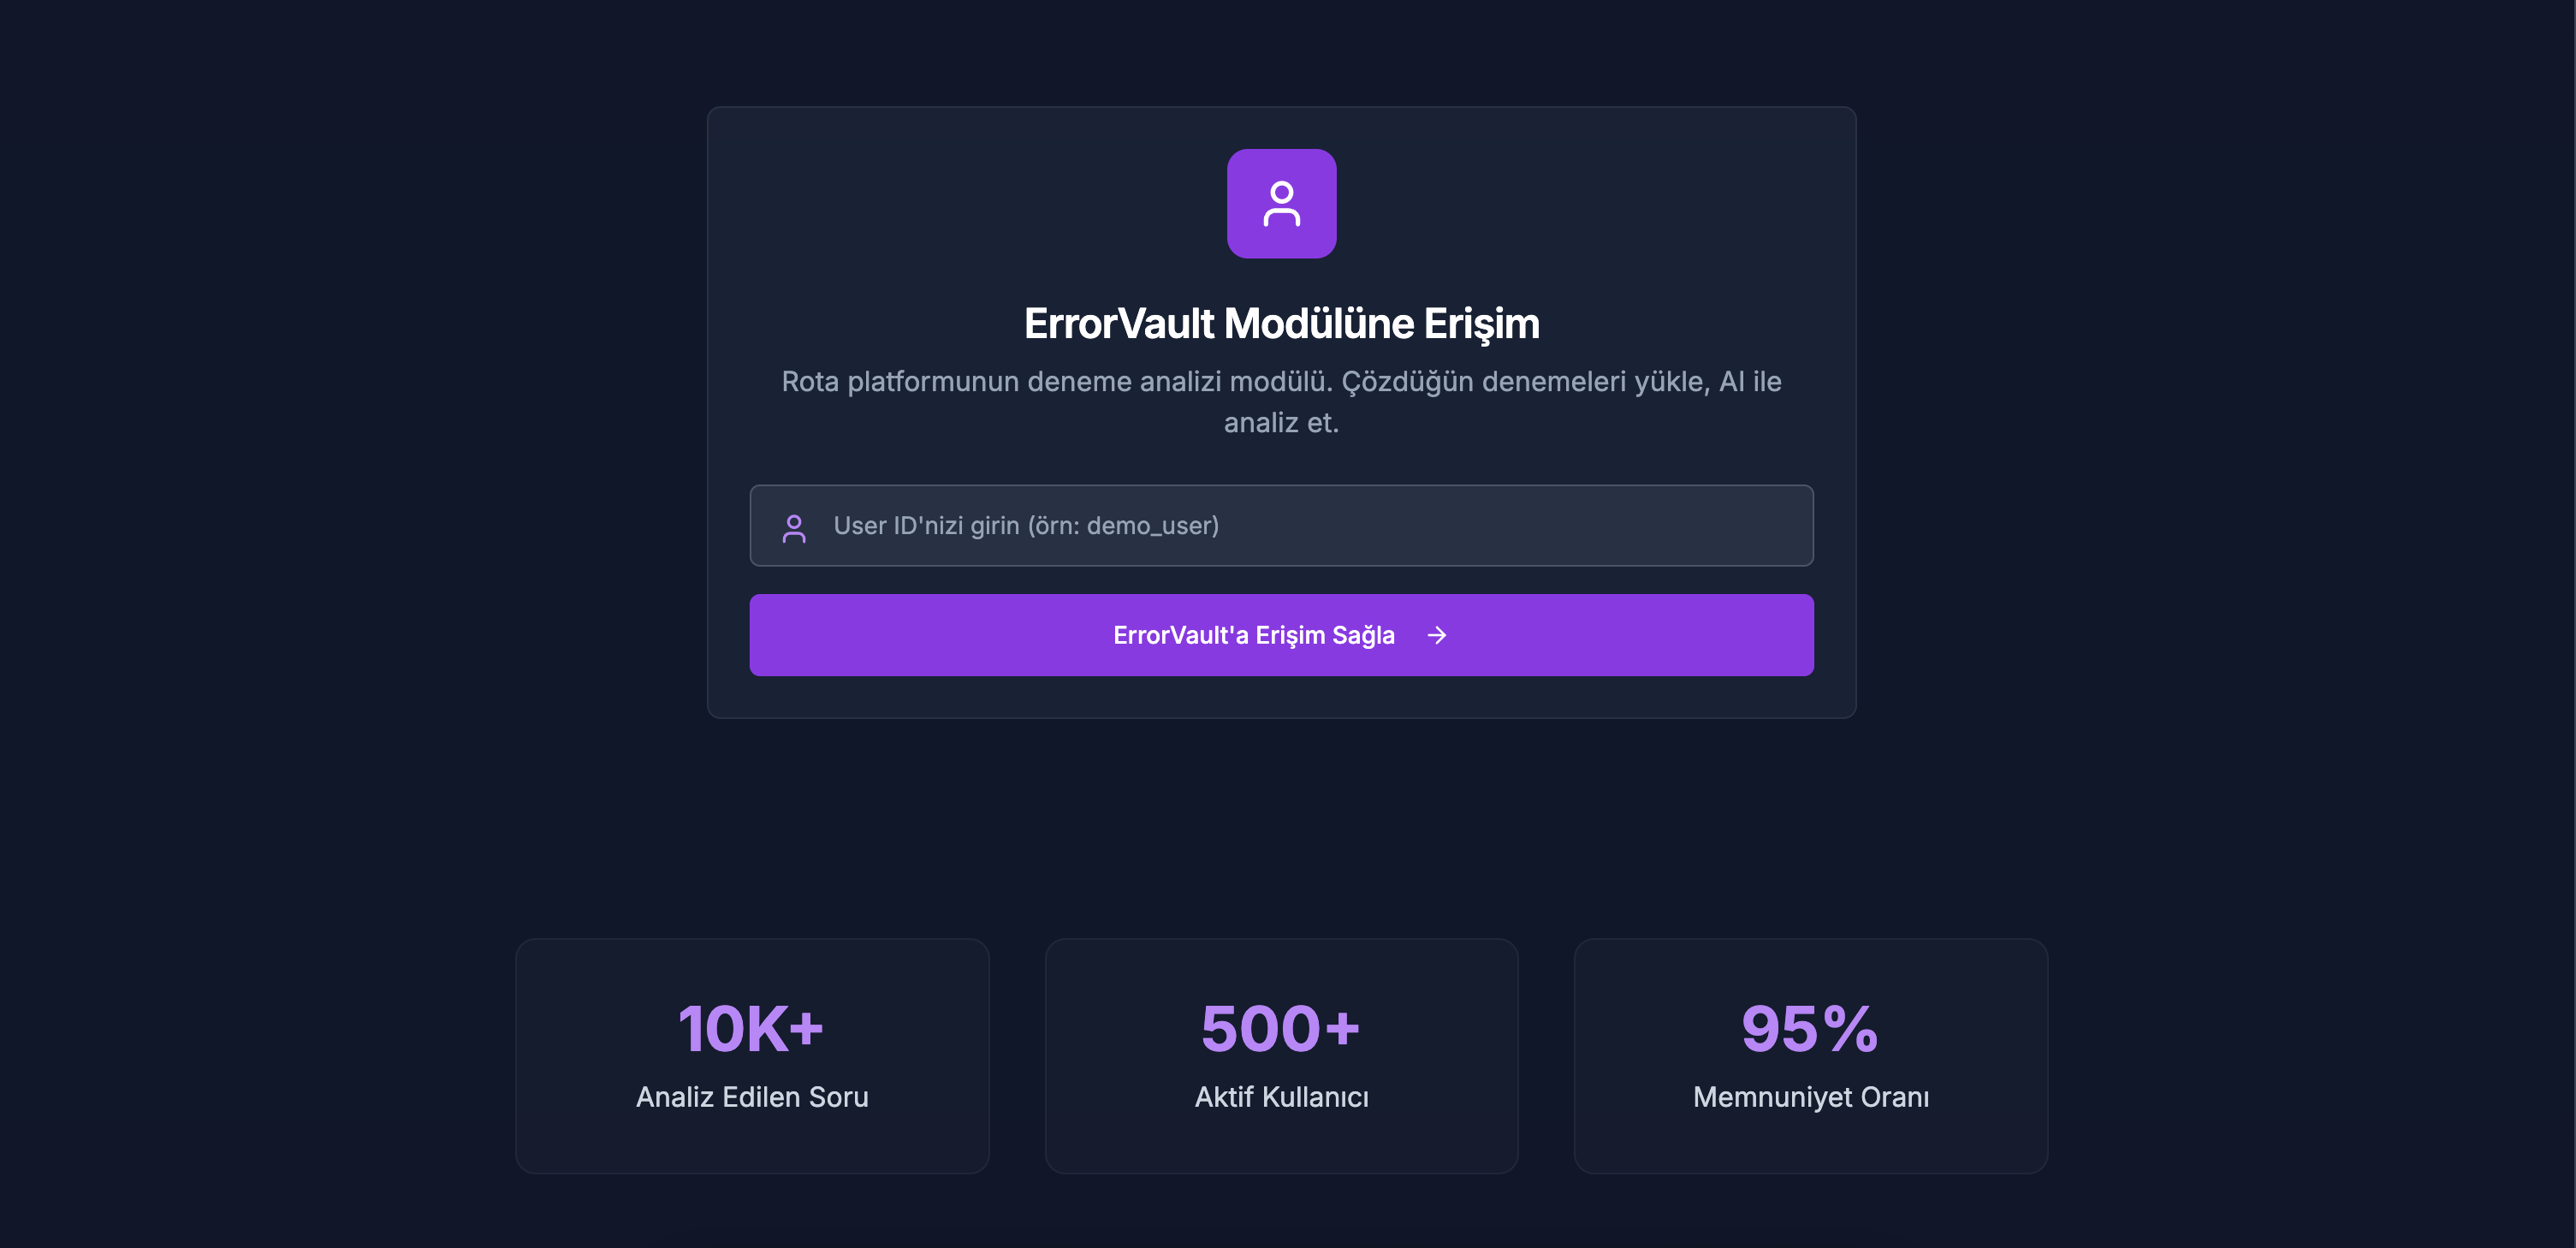 ErrorVault Modülüne Erişim
Rota platformunun deneme analizi modülü. Çözdüğün denemeleri yükle, AI ile
analiz et.
User ID'nizi girin (örn: demo_user)
ErrorVault'a Erişim Sağla
10K+
Analiz Edilen Soru
500+
Aktif Kullanıcı
95%
Memnuniyet Oranı